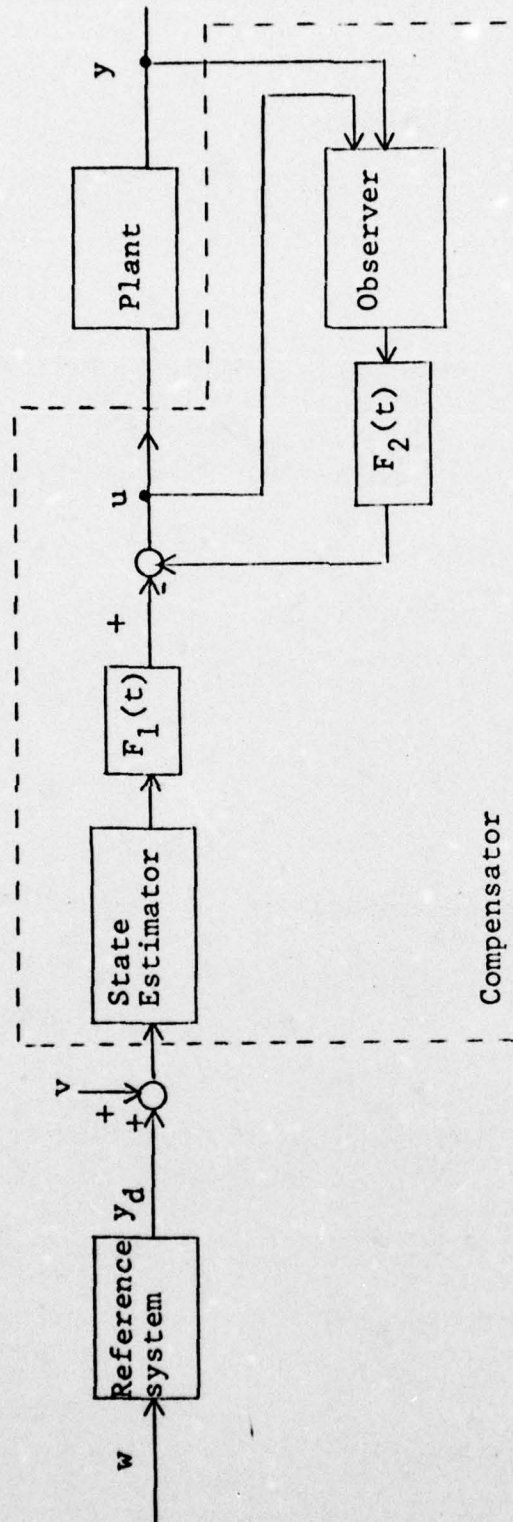 w
Reference
system
y_d
v
+
+
State
Estimator
F_1(t)
+
-
u
Plant
y
Observer
F_2(t)
Compensator